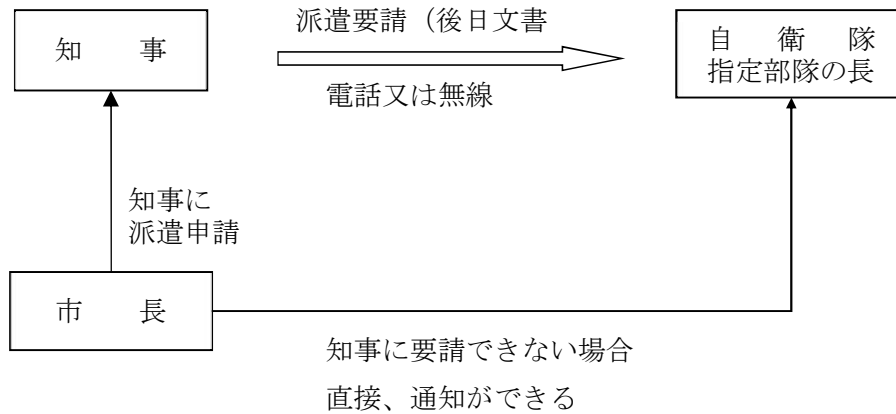 派遣要請（後日文書
知　事
自　衛　隊
指定部隊の長
電話又は無線
知事に
派遣申請
市　長
知事に要請できない場合
直接、通知ができる